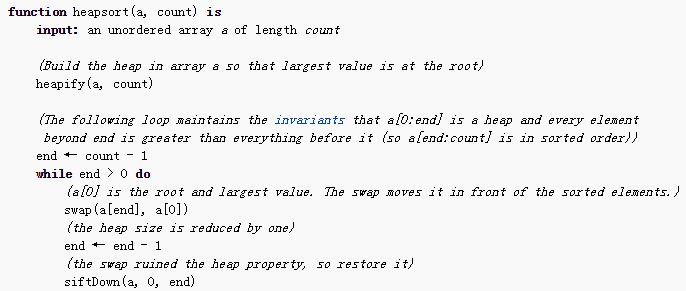 function heapsort(a, count) is
input: an unordered array a of length count
(Build the heap in array a so that largest value is at the root)
heapify(a, count)
(The following loop maintains the invariants that a[0:end] is a heap and every element
beyond end is greater than everything before it (so a[end:count] is in sorted order))
end ← count - 1
while end > 0 do
(a[0] is the root and largest value. The swap moves it in front of the sorted elements.)
swap(a[end], a[0])
(the heap size is reduced by one)
end ← end - 1
(the swap ruined the heap property, so restore it)
siftDown(a, 0, end)